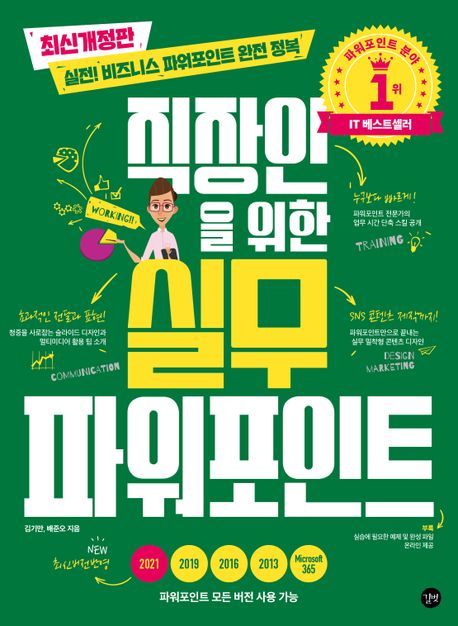 최신개정판
실전! 비즈니스 파워포인트 완전 정복
파워포인트 분야
1위
IT 베스트셀러
직장인
을 위한
실무
파워포인트
WORKING!!
누구보다 빠르게!
파워포인트 전문가의
업무 시간 단축 스킬 공개
TRAINING
효과적인 전달과 표현!
청중을 사로잡는 슬라이드 디자인과
멀티미디어 활용 팁 소개
COMMUNICATION
SNS 콘텐츠 제작까지!
파워포인트만으로 끝내는
실무 밀착형 콘텐츠 디자인
DESIGN
MARKETING
김기만, 배준오 지음
부록
실습에 필요한 예제 및 완성 파일
온라인 제공
NEW
최신버전반영
2021
2019
2016
2013
Microsoft
365
파워포인트 모든 버전 사용 가능
길벗